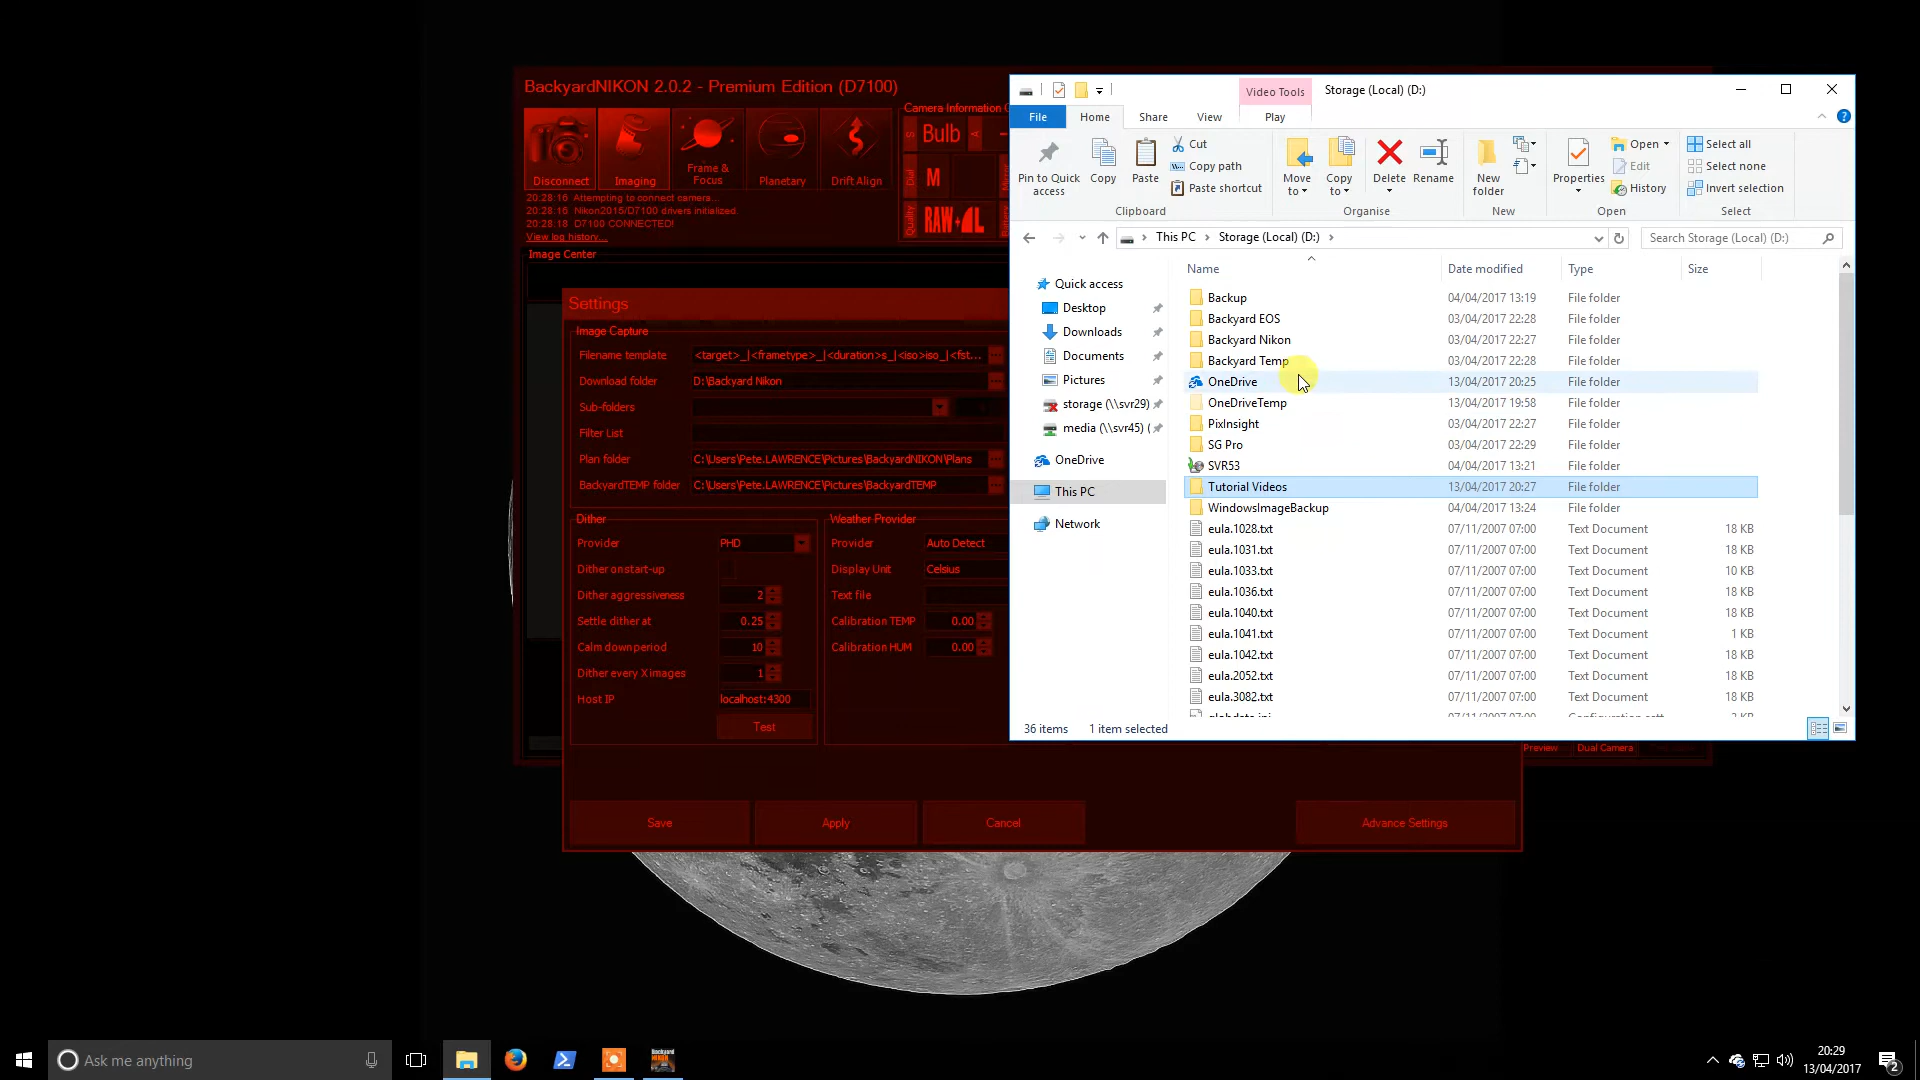 BackyardNIKON 2.0.2 - Premium Edition (D7100)
Disconnect
Imaging
Frame & Focus
Planetary
Drift Align
Camera Information C
Bulb
M
Quality
RAW+L
20:28:16 Attempting to connect camera...
20:28:16 Nikon2015/D7100 drivers initialized.
20:28:18 D7100 CONNECTED!
View log history...
Image Center
Settings
Image Capture
Filename template <target>_|<frametype>_|<duration>s_|<iso>iso_|<fst...
Download folder D:\Backyard Nikon
Sub-folders
Filter List
Plan folder C:\Users\Pete.LAWRENCE\Pictures\BackyardNIKON\Plans
BackyardTEMP folder C:\Users\Pete.LAWRENCE\Pictures\BackyardTEMP
Dither
Provider PHD
Dither on start-up
Dither aggressiveness 2
Settle dither at 0.25
Calm down period 10
Dither every X images 1
Host IP localhost:4300
Test
Weather Provider
Provider Auto Detect
Display Unit Celsius
Text file
Calibration TEMP 0.00
Calibration HUM 0.00
Save
Apply
Cancel
Advance Settings
Preview
Dual Camera
Video Tools
Storage (Local) (D:)
File
Home
Share
View
Play
Pin to Quick access
Copy
Paste
Cut
Copy path
Paste shortcut
Clipboard
Move to
Copy to
Delete
Rename
Organise
New folder
New
Properties
Open
Edit
History
Open
Select all
Select none
Invert selection
Select
This PC
Storage (Local) (D:)
Search Storage (Local) (D:)
Quick access
Desktop
Downloads
Documents
Pictures
storage (\\svr29)
media (\\svr45) (
OneDrive
This PC
Network
Name Date modified Type Size
Backup 04/04/2017 13:19 File folder
Backyard EOS 03/04/2017 22:28 File folder
Backyard Nikon 03/04/2017 22:27 File folder
Backyard Temp 03/04/2017 22:28 File folder
OneDrive 13/04/2017 20:25 File folder
OneDriveTemp 13/04/2017 19:58 File folder
PixInsight 03/04/2017 22:27 File folder
SG Pro 03/04/2017 22:29 File folder
SVR53 04/04/2017 13:21 File folder
Tutorial Videos 13/04/2017 20:27 File folder
WindowsImageBackup 04/04/2017 13:24 File folder
eula.1028.txt 07/11/2007 07:00 Text Document 18 KB
eula.1031.txt 07/11/2007 07:00 Text Document 18 KB
eula.1033.txt 07/11/2007 07:00 Text Document 10 KB
eula.1036.txt 07/11/2007 07:00 Text Document 18 KB
eula.1040.txt 07/11/2007 07:00 Text Document 18 KB
eula.1041.txt 07/11/2007 07:00 Text Document 1 KB
eula.1042.txt 07/11/2007 07:00 Text Document 18 KB
eula.2052.txt 07/11/2007 07:00 Text Document 18 KB
eula.3082.txt 07/11/2007 07:00 Text Document 18 KB
36 items
1 item selected
Ask me anything
20:29
13/04/2017
2